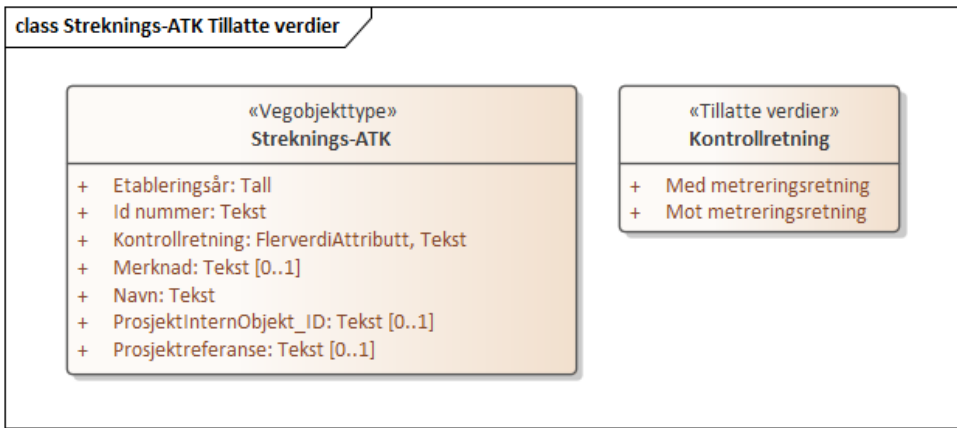 class Streknings-ATK Tillatte verdier
«Vegobjekttype»
Streknings-ATK
+ Etableringsår: Tall
+ Id nummer: Tekst
+ Kontrollretning: FlerverdiAttributt, Tekst
+ Merknad: Tekst [0..1]
+ Navn: Tekst
+ ProsjektInternObjekt_ID: Tekst [0..1]
+ Prosjektreferanse: Tekst [0..1]
«Tillatte verdier»
Kontrollretning
+ Med metreringsretning
+ Mot metreringsretning